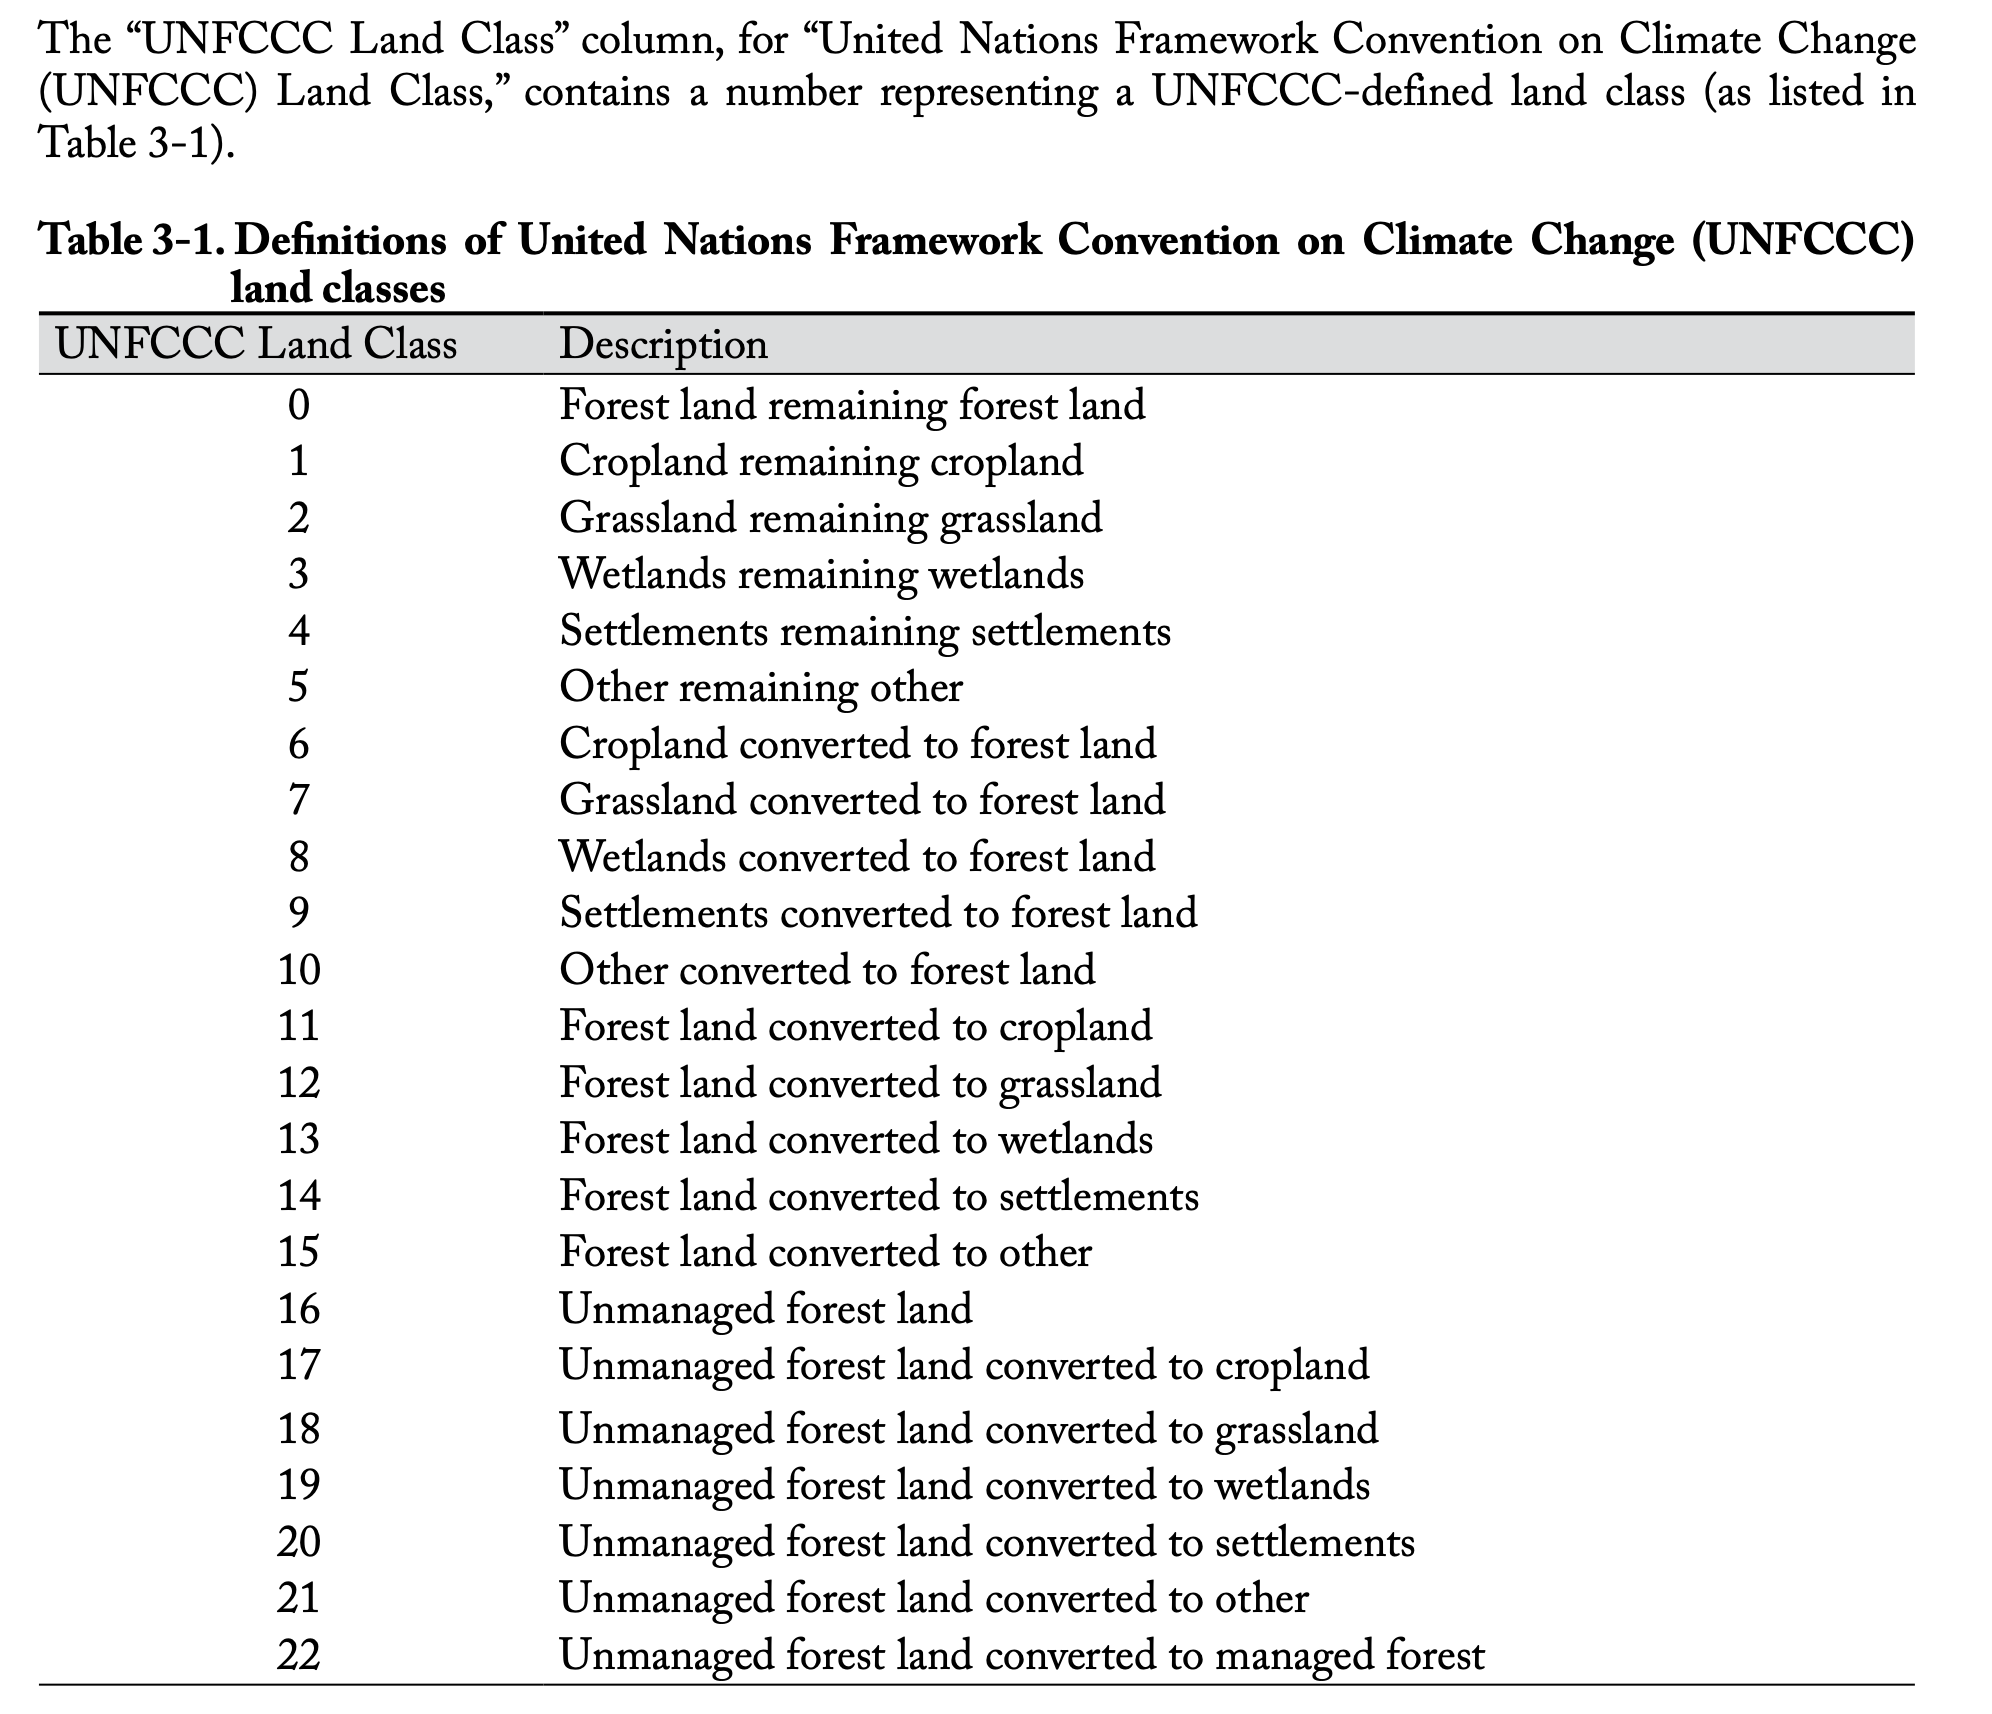 The “UNFCCC Land Class” column, for “United Nations Framework Convention on Climate Change
(UNFCCC) Land Class,” contains a number representing a UNFCCC-defined land class (as listed in
Table 3-1).
Table 3-1. Definitions of United Nations Framework Convention on Climate Change (UNFCCC)
land classes
UNFCCC Land Class Description
0 Forest land remaining forest land
1 Cropland remaining cropland
2 Grassland remaining grassland
3 Wetlands remaining wetlands
4 Settlements remaining settlements
5 Other remaining other
6 Cropland converted to forest land
7 Grassland converted to forest land
8 Wetlands converted to forest land
9 Settlements converted to forest land
10 Other converted to forest land
11 Forest land converted to cropland
12 Forest land converted to grassland
13 Forest land converted to wetlands
14 Forest land converted to settlements
15 Forest land converted to other
16 Unmanaged forest land
17 Unmanaged forest land converted to cropland
18 Unmanaged forest land converted to grassland
19 Unmanaged forest land converted to wetlands
20 Unmanaged forest land converted to settlements
21 Unmanaged forest land converted to other
22 Unmanaged forest land converted to managed forest